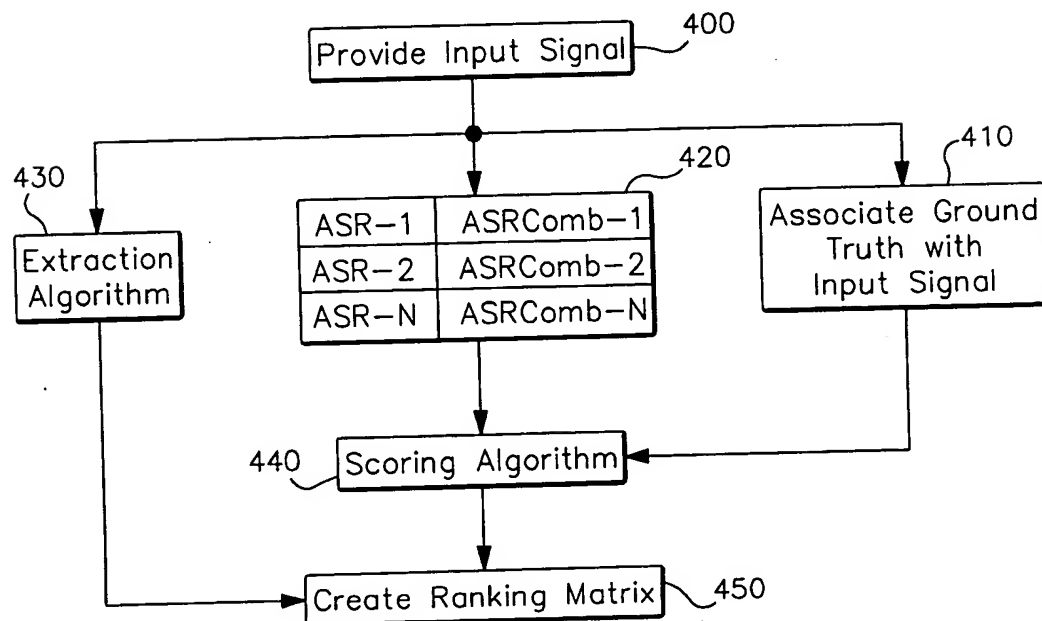 Provide Input Signal
400
430
420
410
Extraction
Algorithm
ASR-1 ASRComb-1
ASR-2 ASRComb-2
ASR-N ASRComb-N
Associate Ground
Truth with
Input Signal
440
Scoring Algorithm
Create Ranking Matrix
450